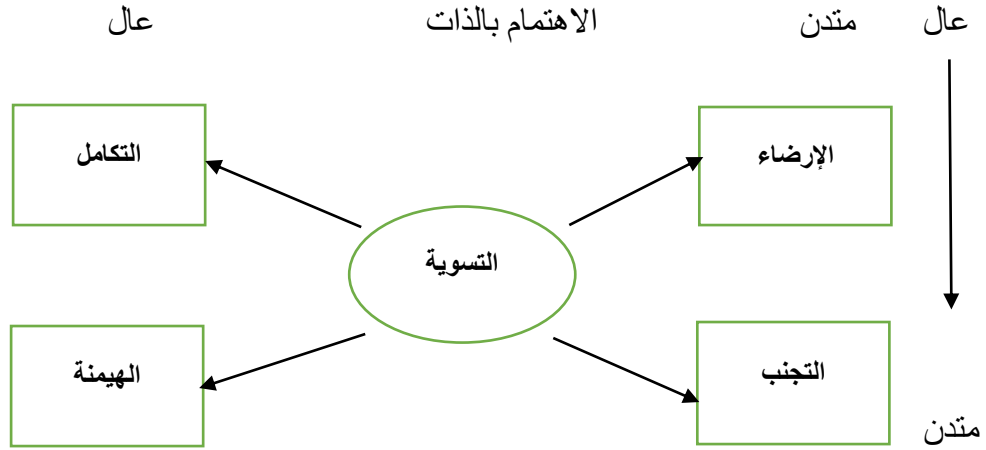 عال متدن الاهتمام بالذات عال
الإرضاء التكامل
التسوية
التجنب الهيمنة
متدن